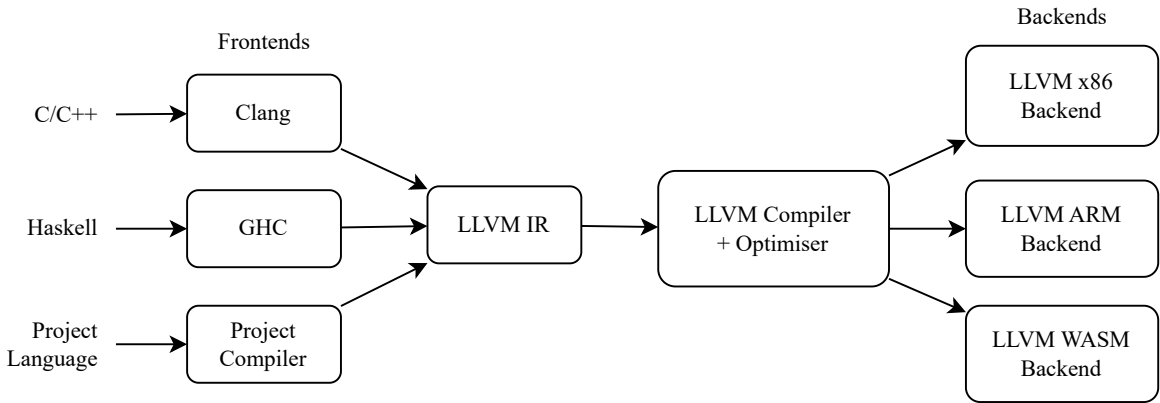 Backends
Frontends
C/C++
Clang
Haskell
GHC
Project
Language
Project
Compiler
LLVM IR
LLVM Compiler
+ Optimiser
LLVM x86
Backend
LLVM ARM
Backend
LLVM WASM
Backend